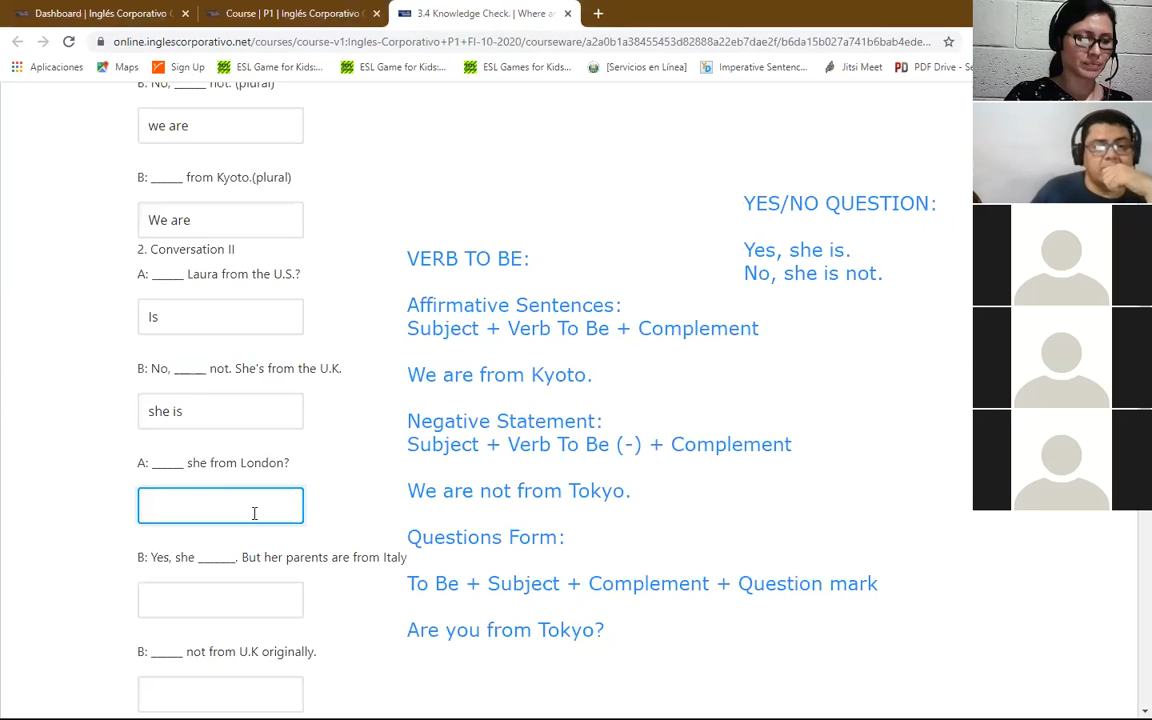 Dashboard | Inglés Corporativo (
Course | P1 | Inglés Corporativo
3.4 Knowledge Check. | Where a
online.inglescorporativo.net/courses/course-v1:Ingles-Corporativo+P1+FI-10-2020/courseware/a2a0b1a38455453d82888a22eb7dae2f/b6da15b027a741b6bab4ede...
Aplicaciones
Maps
Sign Up
ESL Game for Kids:...
ESL Game for Kids:...
ESL Games for Kids:...
[Servicios en Línea]
Imperative Sentenc...
Jitsi Meet
PDF Drive - Se
B: No, _____ not. (plural)
we are
B: _____ from Kyoto.(plural)
We are
2. Conversation II
A: _____ Laura from the U.S.?
Is
B: No, _____ not. She's from the U.K.
she is
A: _____ she from London?
B: Yes, she ______. But her parents are from Italy
B: _____ not from U.K originally.
VERB TO BE:
Affirmative Sentences:
Subject + Verb To Be + Complement
We are from Kyoto.
Negative Statement:
Subject + Verb To Be (-) + Complement
We are not from Tokyo.
Questions Form:
To Be + Subject + Complement + Question mark
Are you from Tokyo?
YES/NO QUESTION:
Yes, she is.
No, she is not.